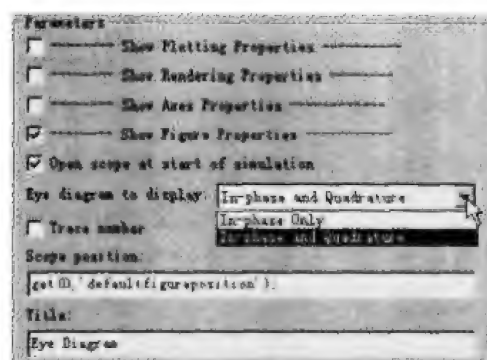 Parameters
Show Plotting Properties
Show Rendering Properties
Show Axes Properties
Show Figure Properties
Open scope at start of simulation
Eye diagram to display: In-phase and Quadrature
In-phase Only
In-phase and Quadrature
Trace number
Scope position:
get(0,'defaultfigureposition');
Title:
Eye Diagram